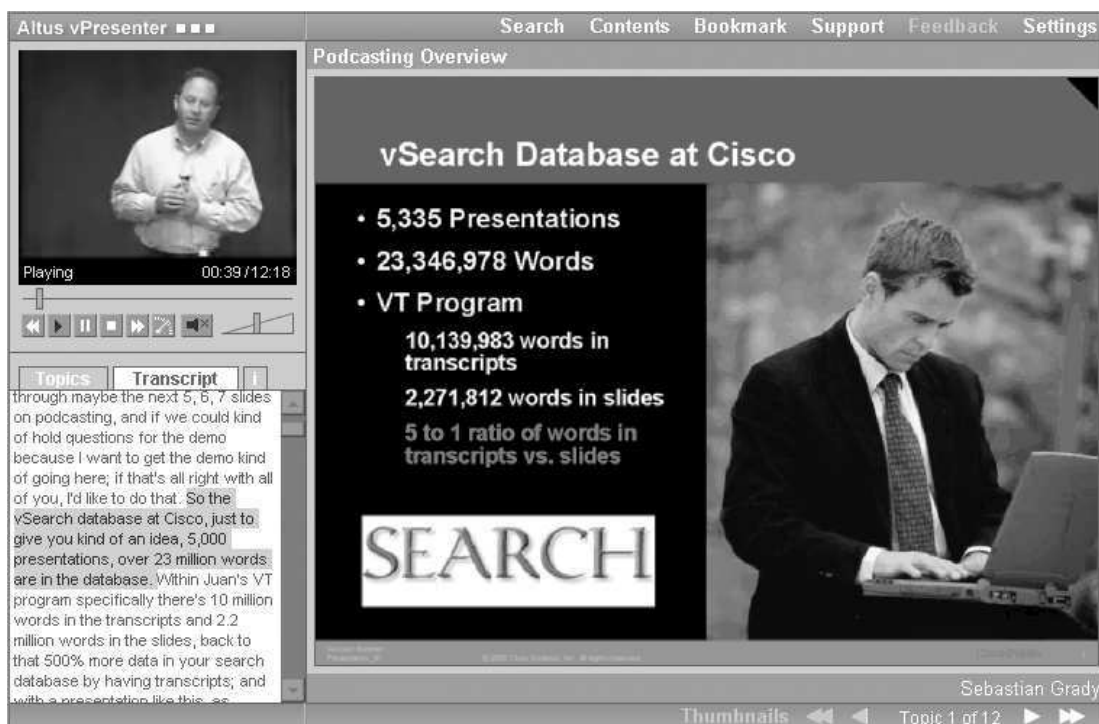 Altus vPresenter
Search Contents Bookmark Support Feedback Settings
Podcasting Overview
Playing 00:39/12:18
Topics Transcript i
through maybe the next 5, 6, 7 slides
on podcasting, and if we could kind
of hold questions for the demo
because I want to get the demo kind
of going here; if that's all right with all
of you, I'd like to do that. So the
vSearch database at Cisco, just to
give you kind of an idea, 5,000
presentations, over 23 million words
are in the database. Within Juan's VT
program specifically there's 10 million
words in the transcripts and 2.2
million words in the slides, back to
that 500% more data in your search
database by having transcripts; and
with a presentation like this, as
vSearch Database at Cisco
• 5,335 Presentations
• 23,346,978 Words
• VT Program
10,139,983 words in
transcripts
2,271,812 words in slides
5 to 1 ratio of words in
transcripts vs. slides
SEARCH
Sebastian Grady
Thumbnails Topic 1 of 12